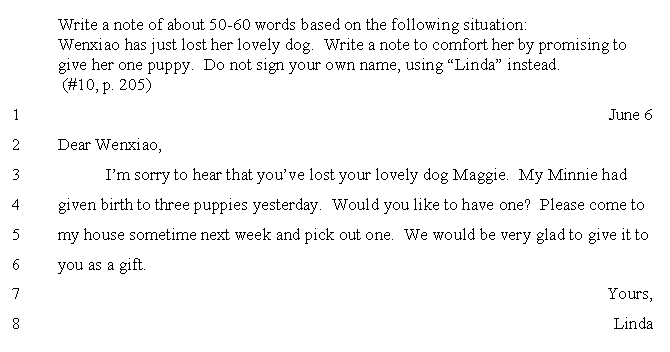 Write a note of about 50-60 words based on the following situation:
Wenxiao has just lost her lovely dog.  Write a note to comfort her by promising to
give her one puppy.  Do not sign your own name, using “Linda” instead.
(#10, p. 205)
1 June 6
2 Dear Wenxiao,
3 I’m sorry to hear that you’ve lost your lovely dog Maggie.  My Minnie had
4 given birth to three puppies yesterday.  Would you like to have one?  Please come to
5 my house sometime next week and pick out one.  We would be very glad to give it to
6 you as a gift.
7 Yours,
8 Linda